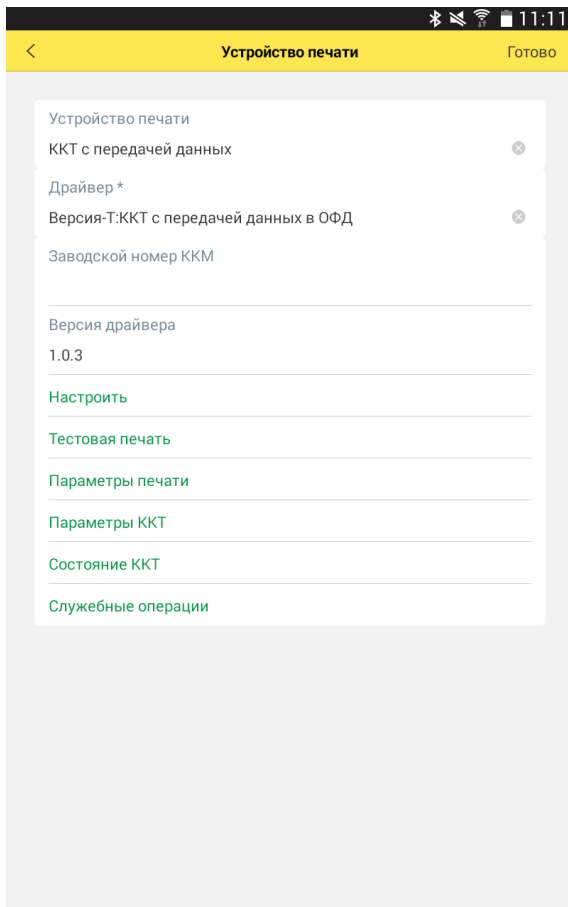 11:11
Устройство печати
Готово
Устройство печати
ККТ с передачей данных
Драйвер *
Версия-Т:ККТ с передачей данных в ОФД
Заводской номер ККМ
Версия драйвера
1.0.3
Настроить
Тестовая печать
Параметры печати
Параметры ККТ
Состояние ККТ
Служебные операции